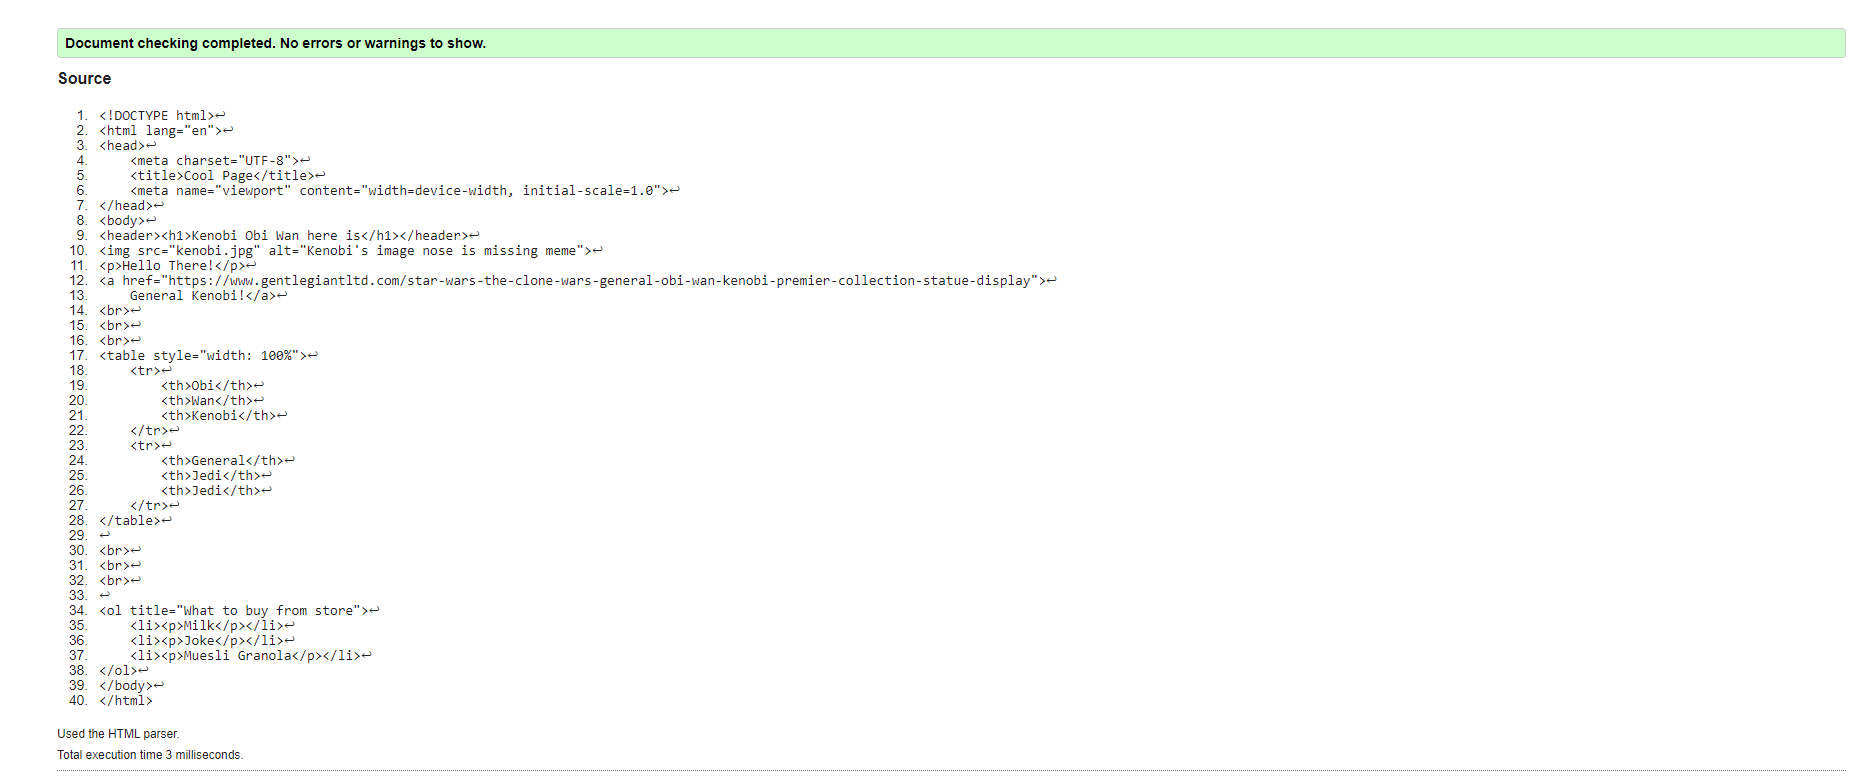 Document checking completed. No errors or warnings to show.
Source
1. <!DOCTYPE html>↩
2. <html lang="en">↩
3. <head>↩
4.     <meta charset="UTF-8">↩
5.     <title>Cool Page</title>↩
6.     <meta name="viewport" content="width=device-width, initial-scale=1.0">↩
7. </head>↩
8. <body>↩
9. <header><h1>Kenobi Obi Wan here is</h1></header>↩
10. <img src="kenobi.jpg" alt="Kenobi's image nose is missing meme">↩
11. <p>Hello There!</p>↩
12. <a href="https://www.gentlegiantltd.com/star-wars-the-clone-wars-general-obi-wan-kenobi-premier-collection-statue-display">↩
13.     General Kenobi!</a>↩
14. <br>↩
15. <br>↩
16. <br>↩
17. <table style="width: 100%">↩
18.     <tr>↩
19.         <th>Obi</th>↩
20.         <th>Wan</th>↩
21.         <th>Kenobi</th>↩
22.     </tr>↩
23.     <tr>↩
24.         <th>General</th>↩
25.         <th>Jedi</th>↩
26.         <th>Jedi</th>↩
27.     </tr>↩
28. </table>↩
29. ↩
30. <br>↩
31. <br>↩
32. <br>↩
33. ↩
34. <ol title="What to buy from store">↩
35.     <li><p>Milk</p></li>↩
36.     <li><p>Joke</p></li>↩
37.     <li><p>Muesli Granola</p></li>↩
38. </ol>↩
39. </body>↩
40. </html>
Used the HTML parser.
Total execution time 3 milliseconds.